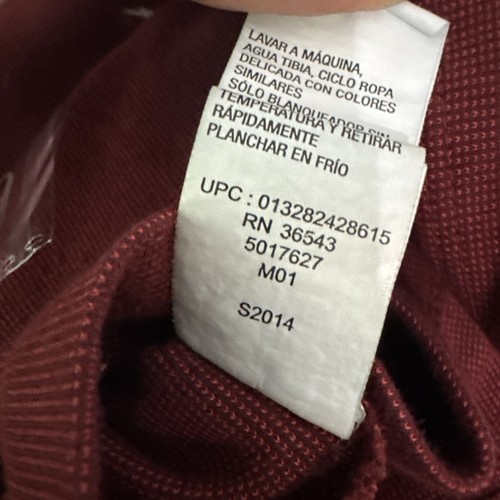 LAVAR A MÁQUINA,
AGUA TIBIA, CICLO ROPA
DELICADA CON COLORES
SIMILARES
SÓLO BLANQUEADOR SIN
TEMPERATURA Y RETIRAR
RÁPIDAMENTE
PLANCHAR EN FRÍO
UPC : 013282428615
RN 36543
5017627
M01
S2014